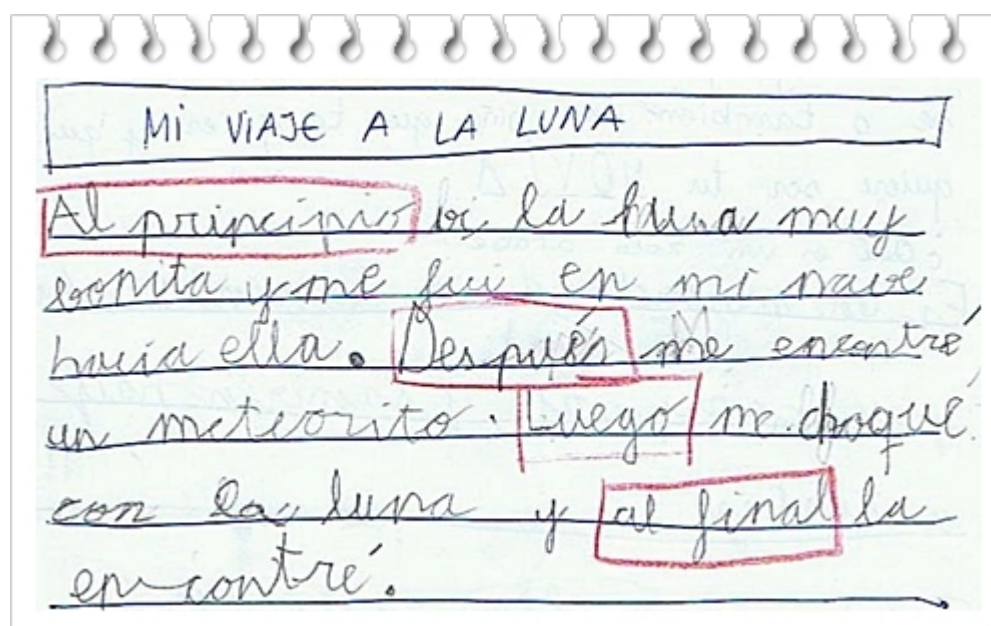 Mi VIAJE A LA LUNA
Al principio bi la luna muy
bonita y me fui en mi nave
hacia ella. Después me encontré
un meteorito. Luego me choqué
con la luna y al final la
encontré.